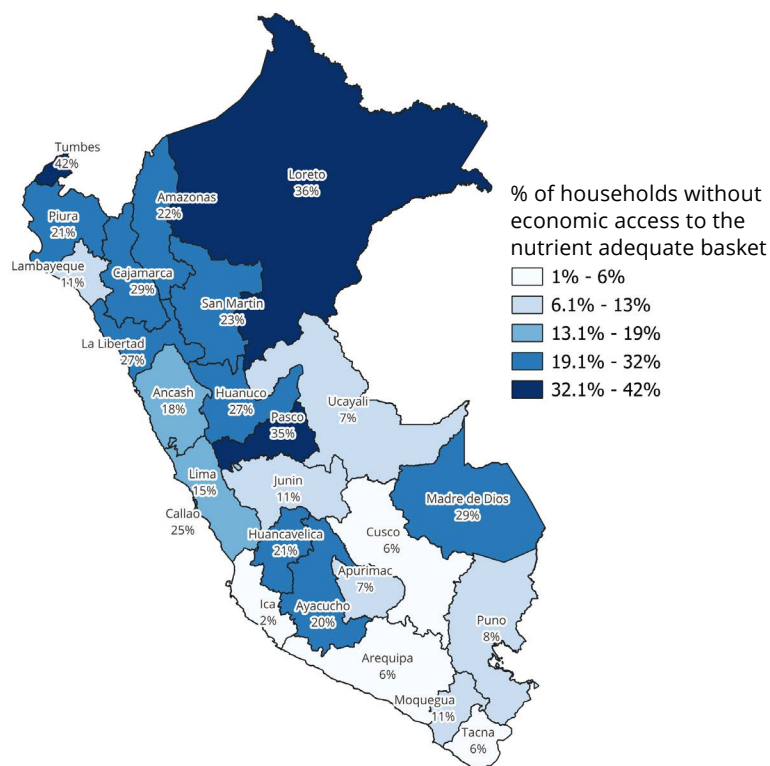 Tumbes
42%
Loreto
36%
Amazonas
22%
Piura
21%
Lambayeque
11%
Cajamarca
29%
San Martin
23%
La Libertad
27%
Ancash
18%
Huanuco
27%
Pasco
35%
Ucayali
7%
Lima
15%
Callao
25%
Junin
11%
Madre de Dios
29%
Cusco
6%
Huancavelica
21%
Apurimac
7%
Ica
2%
Ayacucho
20%
Puno
8%
Arequipa
6%
Moquegua
11%
Tacna
6%
% of households without
economic access to the
nutrient adequate basket
1% - 6%
6.1% - 13%
13.1% - 19%
19.1% - 32%
32.1% - 42%